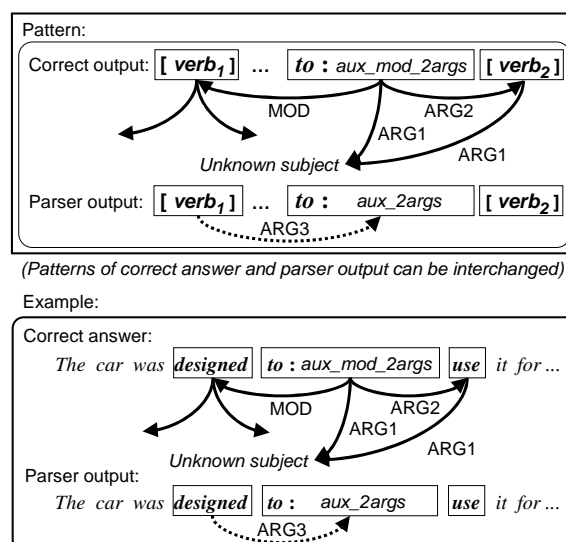 Pattern:
Correct output: [ verb1 ] ... to : aux_mod_2args [ verb2 ]
MOD ARG2
ARG1
ARG1
Unknown subject
Parser output: [ verb1 ] ... to : aux_2args [ verb2 ]
ARG3
(Patterns of correct answer and parser output can be interchanged)
Example:
Correct answer:
The car was designed to : aux_mod_2args use it for ...
MOD ARG2
ARG1
ARG1
Unknown subject
Parser output:
The car was designed to : aux_2args use it for ...
ARG3